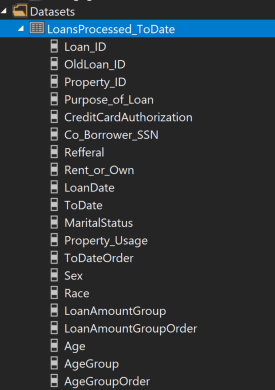 Datasets
LoansProcessed_ToDate
Loan_ID
OldLoan_ID
Property_ID
Purpose_of_Loan
CreditCardAuthorization
Co_Borrower_SSN
Refferal
Rent_or_Own
LoanDate
ToDate
MaritalStatus
Property_Usage
ToDateOrder
Sex
Race
LoanAmountGroup
LoanAmountGroupOrder
Age
AgeGroup
AgeGroupOrder